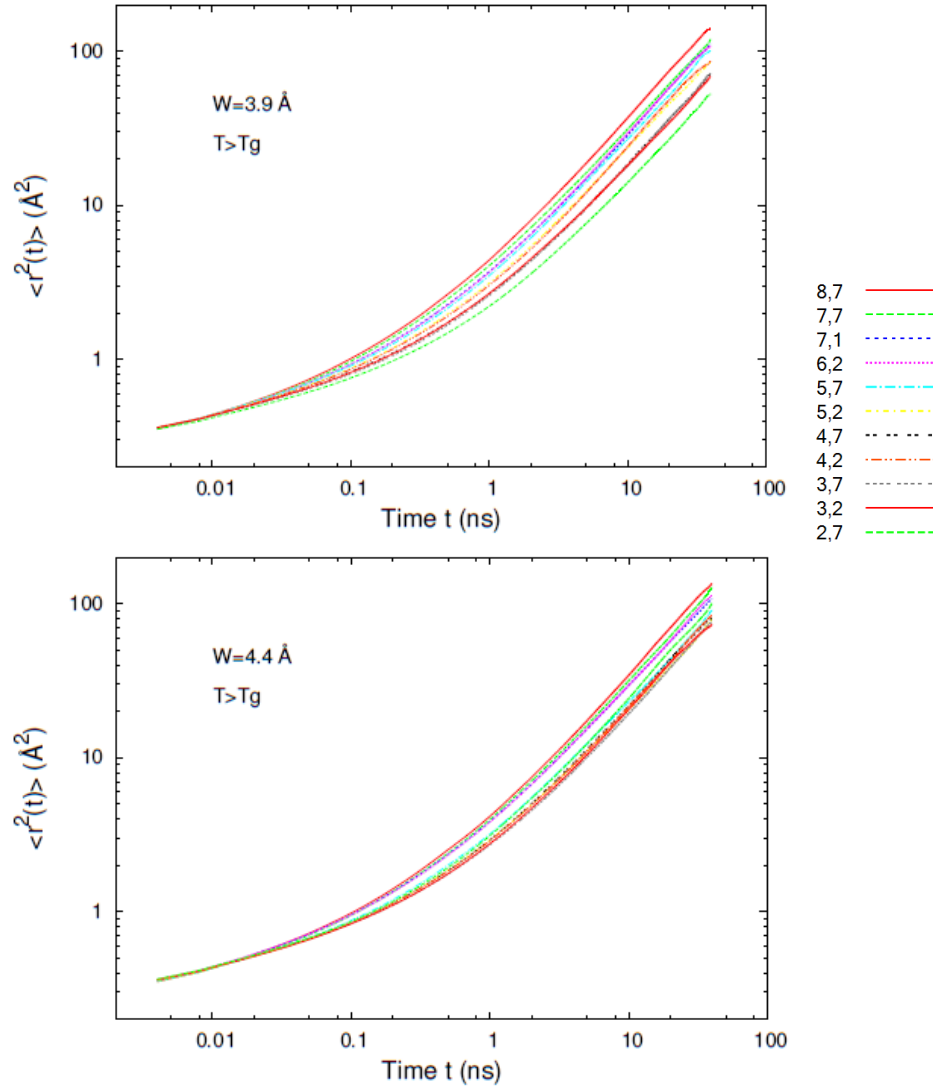 100
10
1
W=3.9 Å
T>Tg
<r²(t)> (Å²)
0.01 0.1 1 10 100
Time t (ns)
8,7
7,7
7,1
6,2
5,7
5,2
4,7
4,2
3,7
3,2
2,7
100
10
1
W=4.4 Å
T>Tg
<r²(t)> (Å²)
0.01 0.1 1 10 100
Time t (ns)